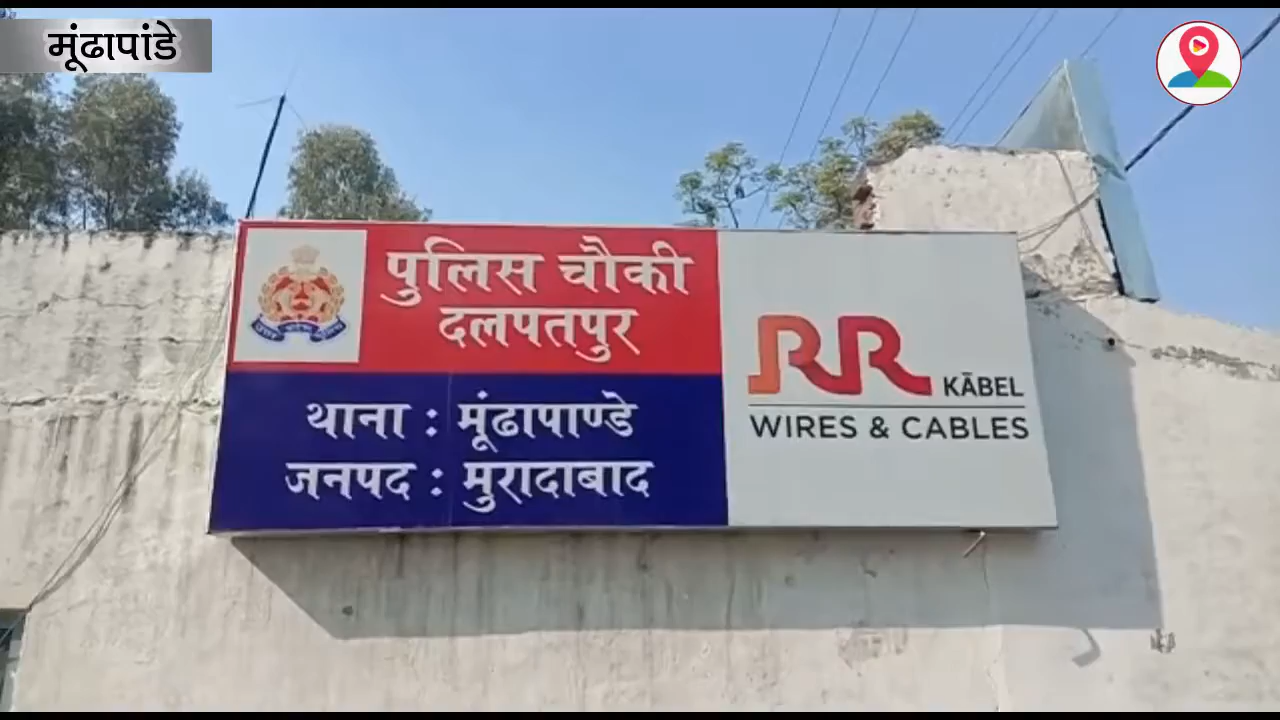 मूंढापांडे
पुलिस चौकी
दलपतपुर
थाना : मूंढापाण्डे
जनपद : मुरादाबाद
RR KĀBEL
WIRES & CABLES